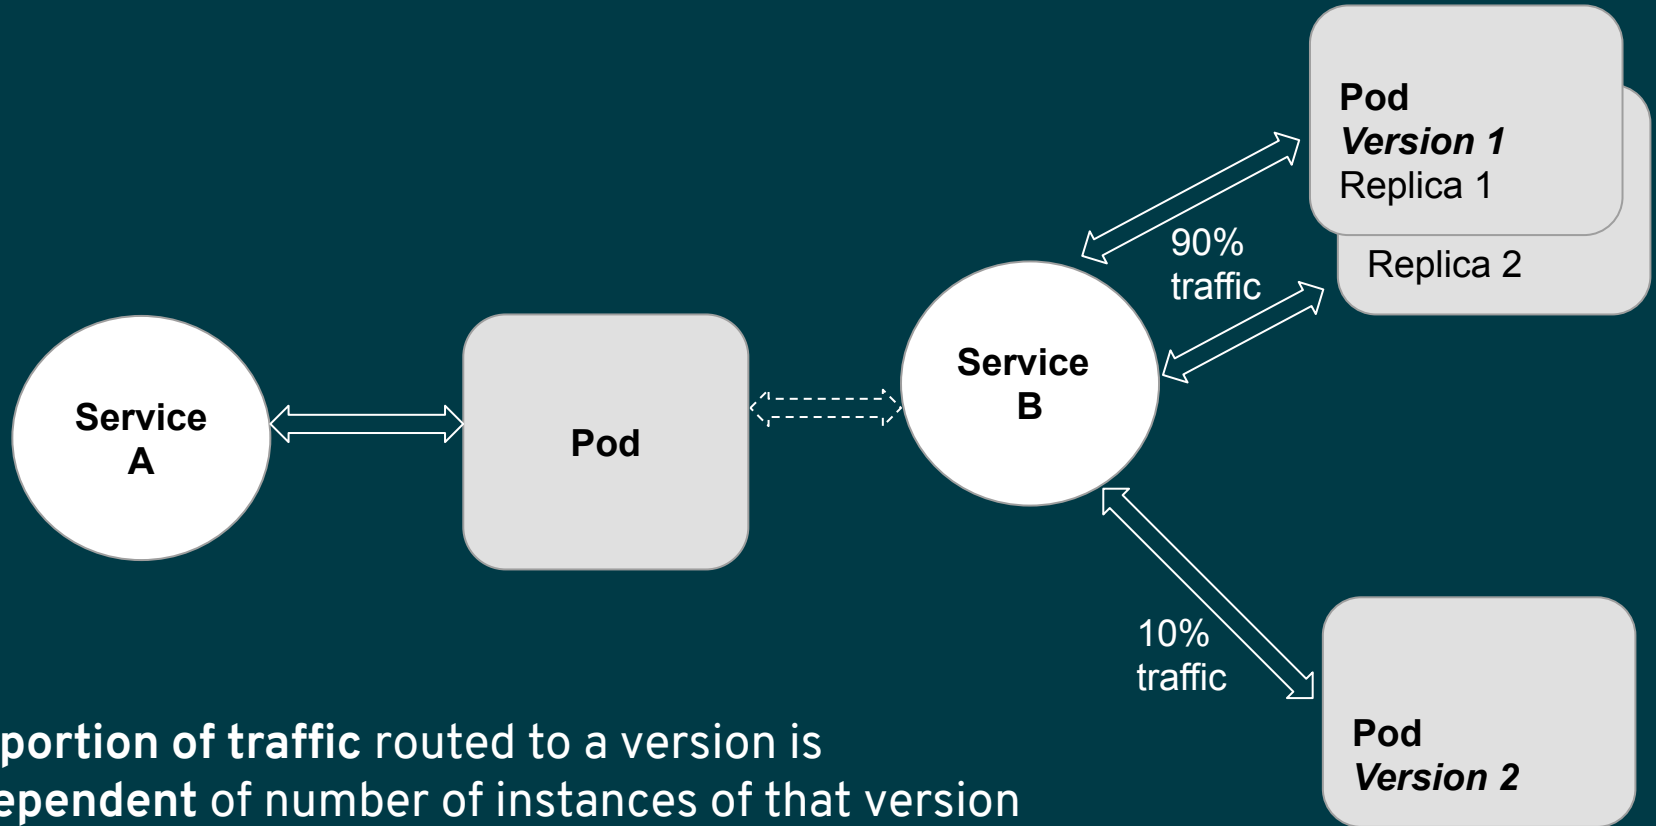 Service
A
Pod
Service
B
90%
traffic
Pod
Version 1
Replica 1
Replica 2
10%
traffic
Pod
Version 2
portion of traffic routed to a version is
ependent of number of instances of that version